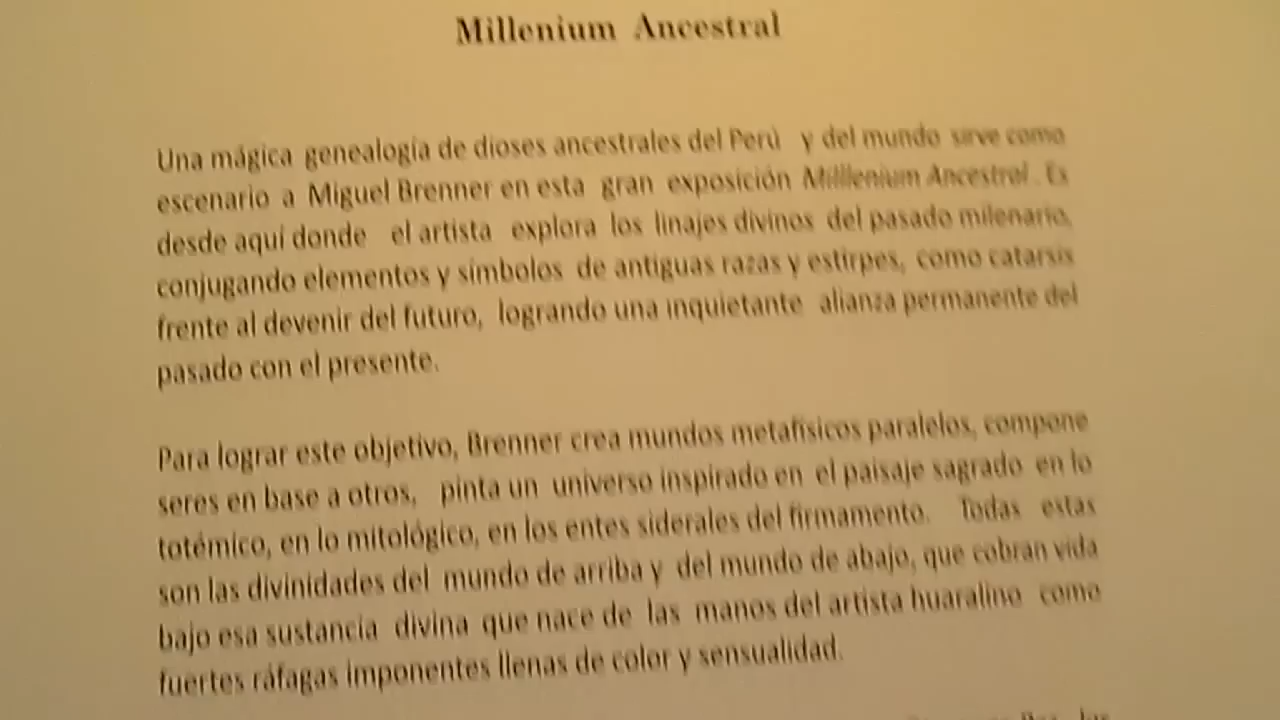 Millenium Ancestral
Una mágica genealogía de dioses ancestrales del Perú y del mundo sirve como
escenario a Miguel Brenner en esta gran exposición Milllenium Ancestral. Es
desde aquí donde el artista explora los linajes divinos del pasado milenario,
conjugando elementos y símbolos de antiguas razas y estirpes, como catarsis
frente al devenir del futuro, logrando una inquietante alianza permanente del
pasado con el presente.
Para lograr este objetivo, Brenner crea mundos metafísicos paralelos, compone
seres en base a otros, pinta un universo inspirado en el paisaje sagrado en lo
totémico, en lo mitológico, en los entes siderales del firmamento. Todas estas
son las divinidades del mundo de arriba y del mundo de abajo, que cobran vida
bajo esa sustancia divina que nace de las manos del artista huaralino como
fuertes ráfagas imponentes llenas de color y sensualidad.